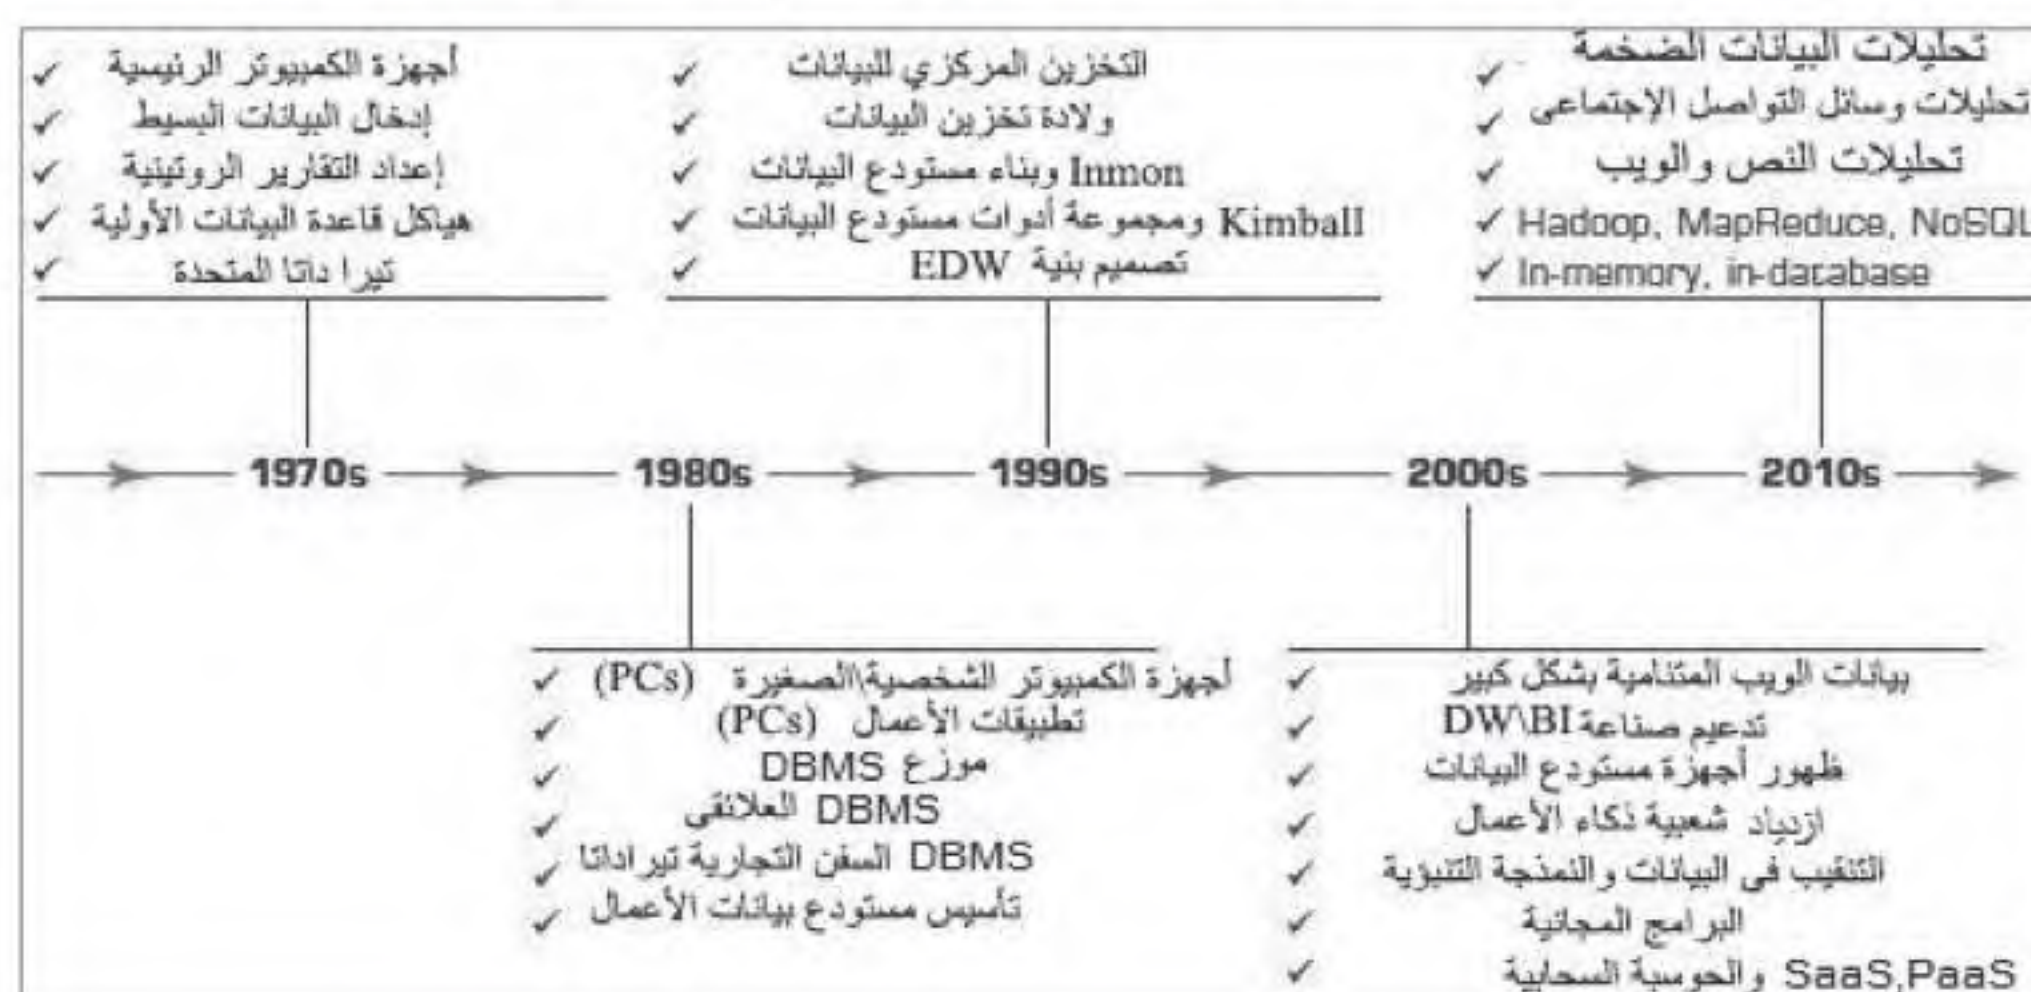 أجهزة الكمبيوتر الرئيسية
إدخال البيانات البسيط
إعداد التقارير الروتينية
هياكل قاعدة البيانات الأولية
تيرا داتا المتحدة
التخزين المركزي للبيانات
ولادة تخزين البيانات
Inmon وبناء مستودع البيانات
Kimball ومجموعة أدوات مستودع البيانات
تصميم بنية EDW
تحليلات البيانات الضخمة
تحليلات وسائل التواصل الإجتماعى
تحليلات النص والويب
Hadoop, MapReduce, NoSQL
In-memory, in-database
1970s 1980s 1990s 2000s 2010s
أجهزة الكمبيوتر الشخصية\الصغيرة (PCs)
تطبيقات الأعمال (PCs)
موزع DBMS
DBMS العلائقى
DBMS السفن التجارية تيراداتا
تأسيس مستودع بيانات الأعمال
بيانات الويب المتنامية بشكل كبير
تدعيم صناعة DW\BI
ظهور أجهزة مستودع البيانات
ازدياد شعبية ذكاء الأعمال
التنقيب فى البيانات والنمذجة التنبؤية
البرامج المجانية
SaaS,PaaS والحوسبة السحابية